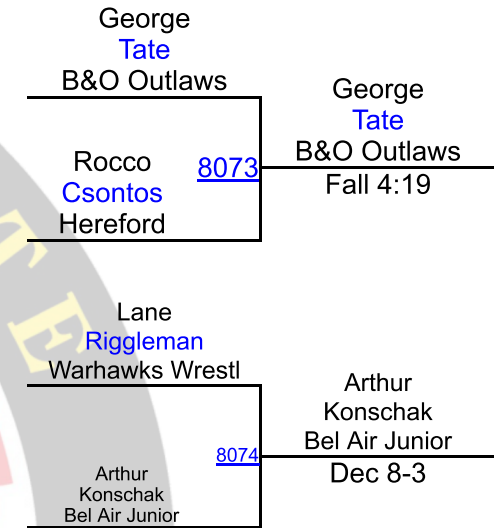 George
Tate
B&O Outlaws
George
Tate
B&O Outlaws
Rocco
Csontos
Hereford
8073
Fall 4:19
Lane
Riggleman
Warhawks Wrestl
8074
Arthur
Konschak
Bel Air Junior
Arthur
Konschak
Bel Air Junior
Dec 8-3
T
E